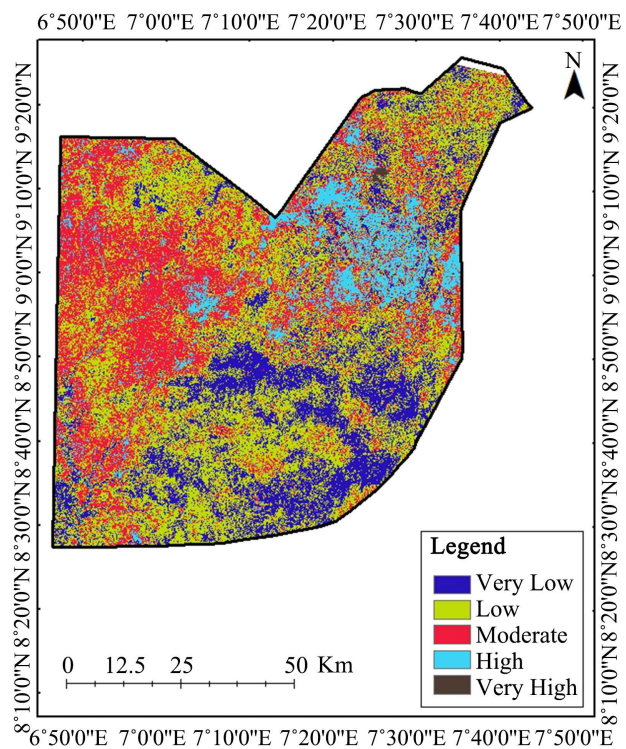 6°50'0"E 7°0'0"E 7°10'0"E 7°20'0"E 7°30'0"E 7°40'0"E 7°50'0"E
N
9°20'0"N 9°20'0"N
9°10'0"N 9°10'0"N
9°0'0"N 9°0'0"N
8°50'0"N 8°50'0"N
8°40'0"N 8°40'0"N
8°30'0"N 8°30'0"N
8°20'0"N 8°20'0"N
8°10'0"N 8°10'0"N
Legend
Very Low
Low
Moderate
High
Very High
0 12.5 25 50 Km
6°50'0"E 7°0'0"E 7°10'0"E 7°20'0"E 7°30'0"E 7°40'0"E 7°50'0"E